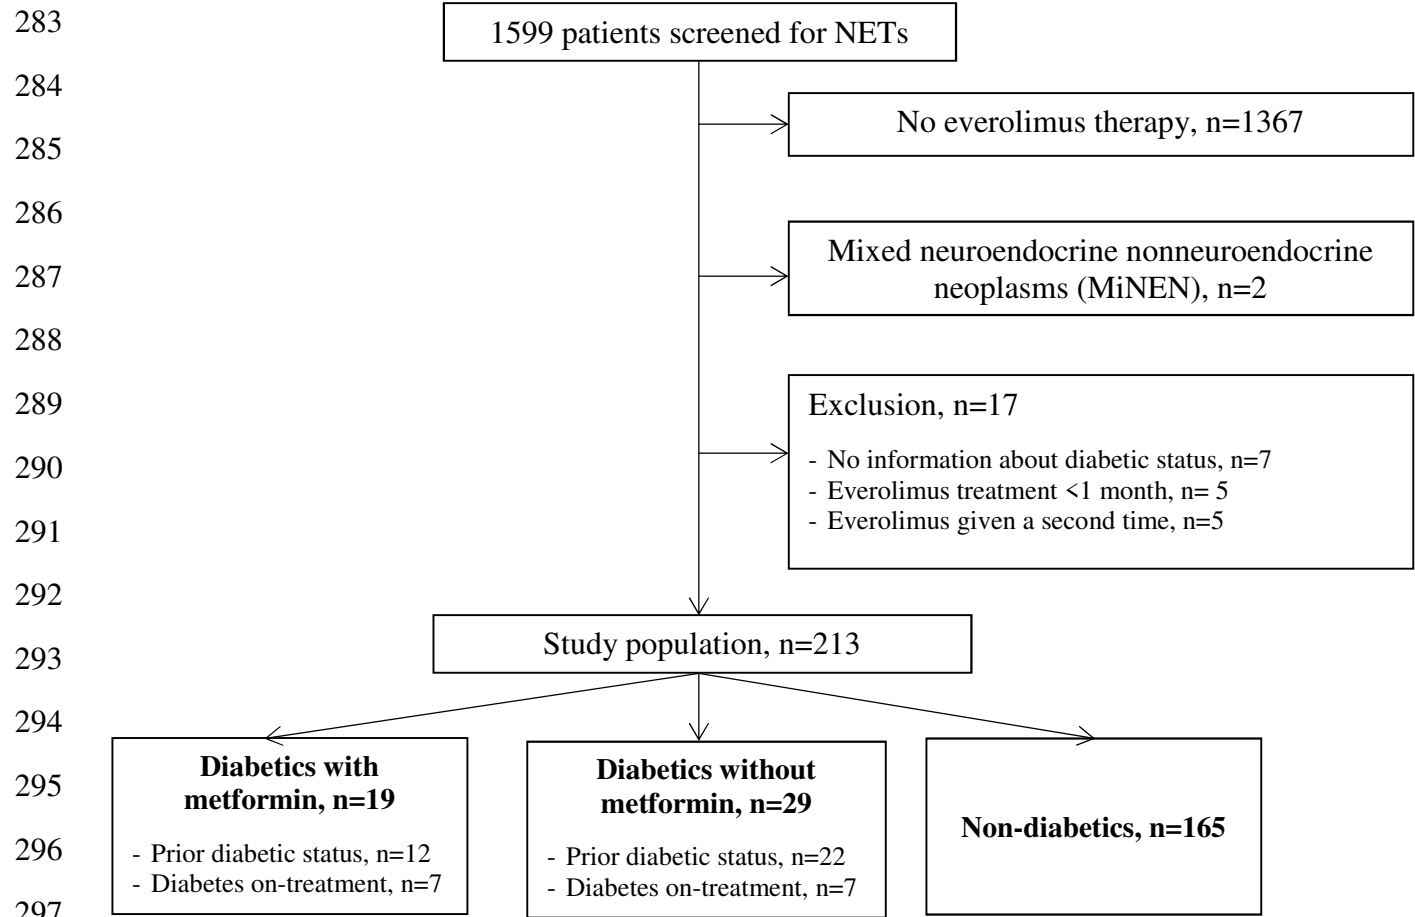 283
1599 patients screened for NETs
284
No everolimus therapy, n=1367
285
286
Mixed neuroendocrine nonneuroendocrine
287
neoplasms (MiNEN), n=2
288
289
Exclusion, n=17
290
- No information about diabetic status, n=7
- Everolimus treatment <1 month, n= 5
- Everolimus given a second time, n=5
291
292
293
Study population, n=213
294
Diabetics with
metformin, n=19
- Prior diabetic status, n=12
- Diabetes on-treatment, n=7
Diabetics without
metformin, n=29
- Prior diabetic status, n=22
- Diabetes on-treatment, n=7
Non-diabetics, n=165
295
296
297